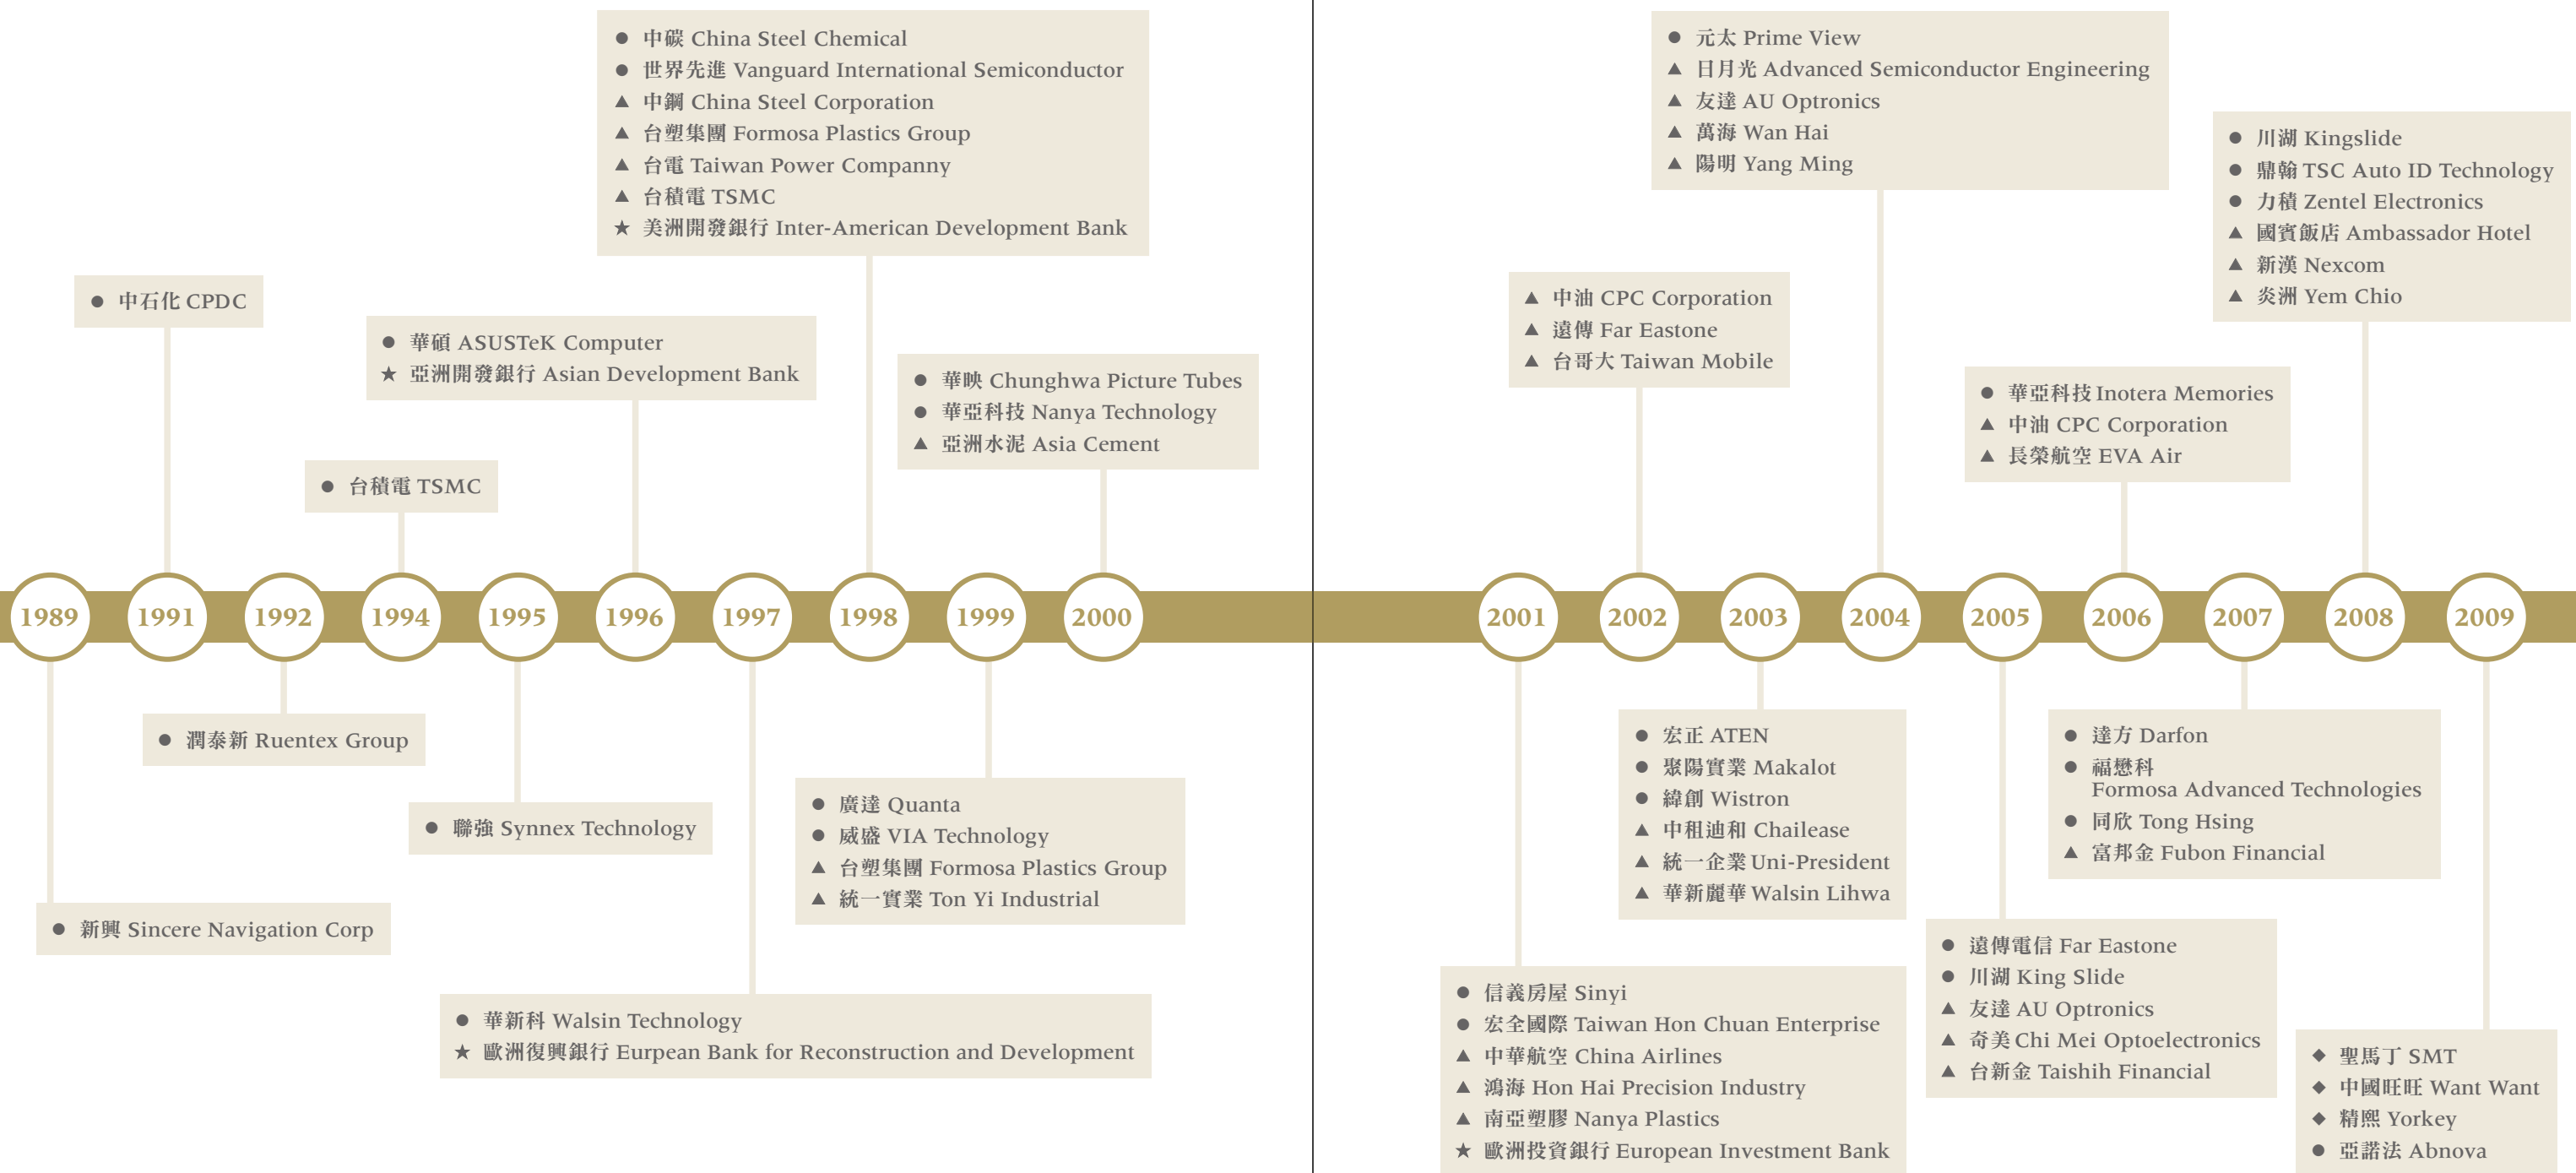 ● 中碳 China Steel Chemical
● 世界先進 Vanguard International Semiconductor
▲ 中鋼 China Steel Corporation
▲ 台塑集團 Formosa Plastics Group
▲ 台電 Taiwan Power Companny
▲ 台積電 TSMC
★ 美洲開發銀行 Inter-American Development Bank
● 中石化 CPDC
● 華碩 ASUSTeK Computer
★ 亞洲開發銀行 Asian Development Bank
● 華映 Chunghwa Picture Tubes
● 華亞科技 Nanya Technology
▲ 亞洲水泥 Asia Cement
● 台積電 TSMC
● 元太 Prime View
▲ 日月光 Advanced Semiconductor Engineering
▲ 友達 AU Optronics
▲ 萬海 Wan Hai
▲ 陽明 Yang Ming
● 川湖 Kingslide
● 鼎翰 TSC Auto ID Technology
● 力積 Zentel Electronics
▲ 國賓飯店 Ambassador Hotel
▲ 新漢 Nexcom
▲ 炎洲 Yem Chio
▲ 中油 CPC Corporation
▲ 遠傳 Far Eastone
▲ 台哥大 Taiwan Mobile
● 華亞科技 Inotera Memories
▲ 中油 CPC Corporation
▲ 長榮航空 EVA Air
1989 1991 1992 1994 1995 1996 1997 1998 1999 2000 2001 2002 2003 2004 2005 2006 2007 2008 2009
● 潤泰新 Ruentex Group
● 聯強 Synnex Technology
● 廣達 Quanta
● 威盛 VIA Technology
▲ 台塑集團 Formosa Plastics Group
▲ 統一實業 Ton Yi Industrial
● 新興 Sincere Navigation Corp
● 華新科 Walsin Technology
★ 歐洲復興銀行 Eurpean Bank for Reconstruction and Development
● 宏正 ATEN
● 聚陽實業 Makalot
● 緯創 Wistron
▲ 中租迪和 Chailease
▲ 統一企業 Uni-President
▲ 華新麗華 Walsin Lihwa
● 達方 Darfon
● 福懋科
Formosa Advanced Technologies
● 同欣 Tong Hsing
▲ 富邦金 Fubon Financial
● 信義房屋 Sinyi
● 宏全國際 Taiwan Hon Chuan Enterprise
▲ 中華航空 China Airlines
▲ 鴻海 Hon Hai Precision Industry
▲ 南亞塑膠 Nanya Plastics
★ 歐洲投資銀行 European Investment Bank
● 遠傳電信 Far Eastone
● 川湖 King Slide
▲ 友達 AU Optronics
▲ 奇美 Chi Mei Optoelectronics
▲ 台新金 Taishih Financial
◆ 聖馬丁 SMT
◆ 中國旺旺 Want Want
◆ 精熙 Yorkey
● 亞諾法 Abnova